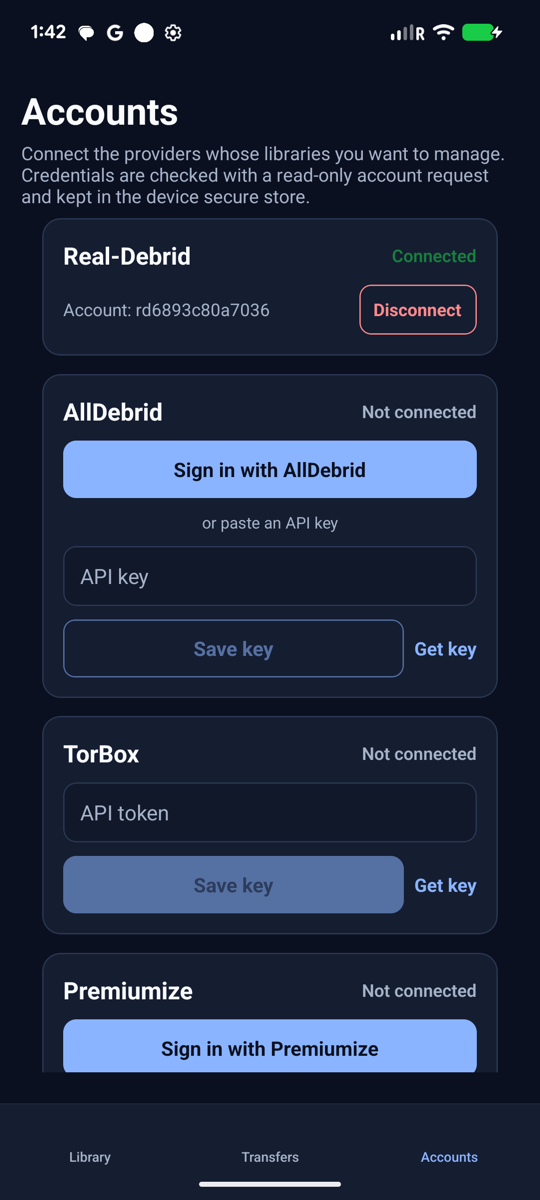 1:42
R
Accounts
Connect the providers whose libraries you want to manage.
Credentials are checked with a read-only account request
and kept in the device secure store.
Real-Debrid
Connected
Account: rd6893c80a7036
Disconnect
AllDebrid
Not connected
Sign in with AllDebrid
or paste an API key
API key
Save key
Get key
TorBox
Not connected
API token
Save key
Get key
Premiumize
Not connected
Sign in with Premiumize
Library
Transfers
Accounts